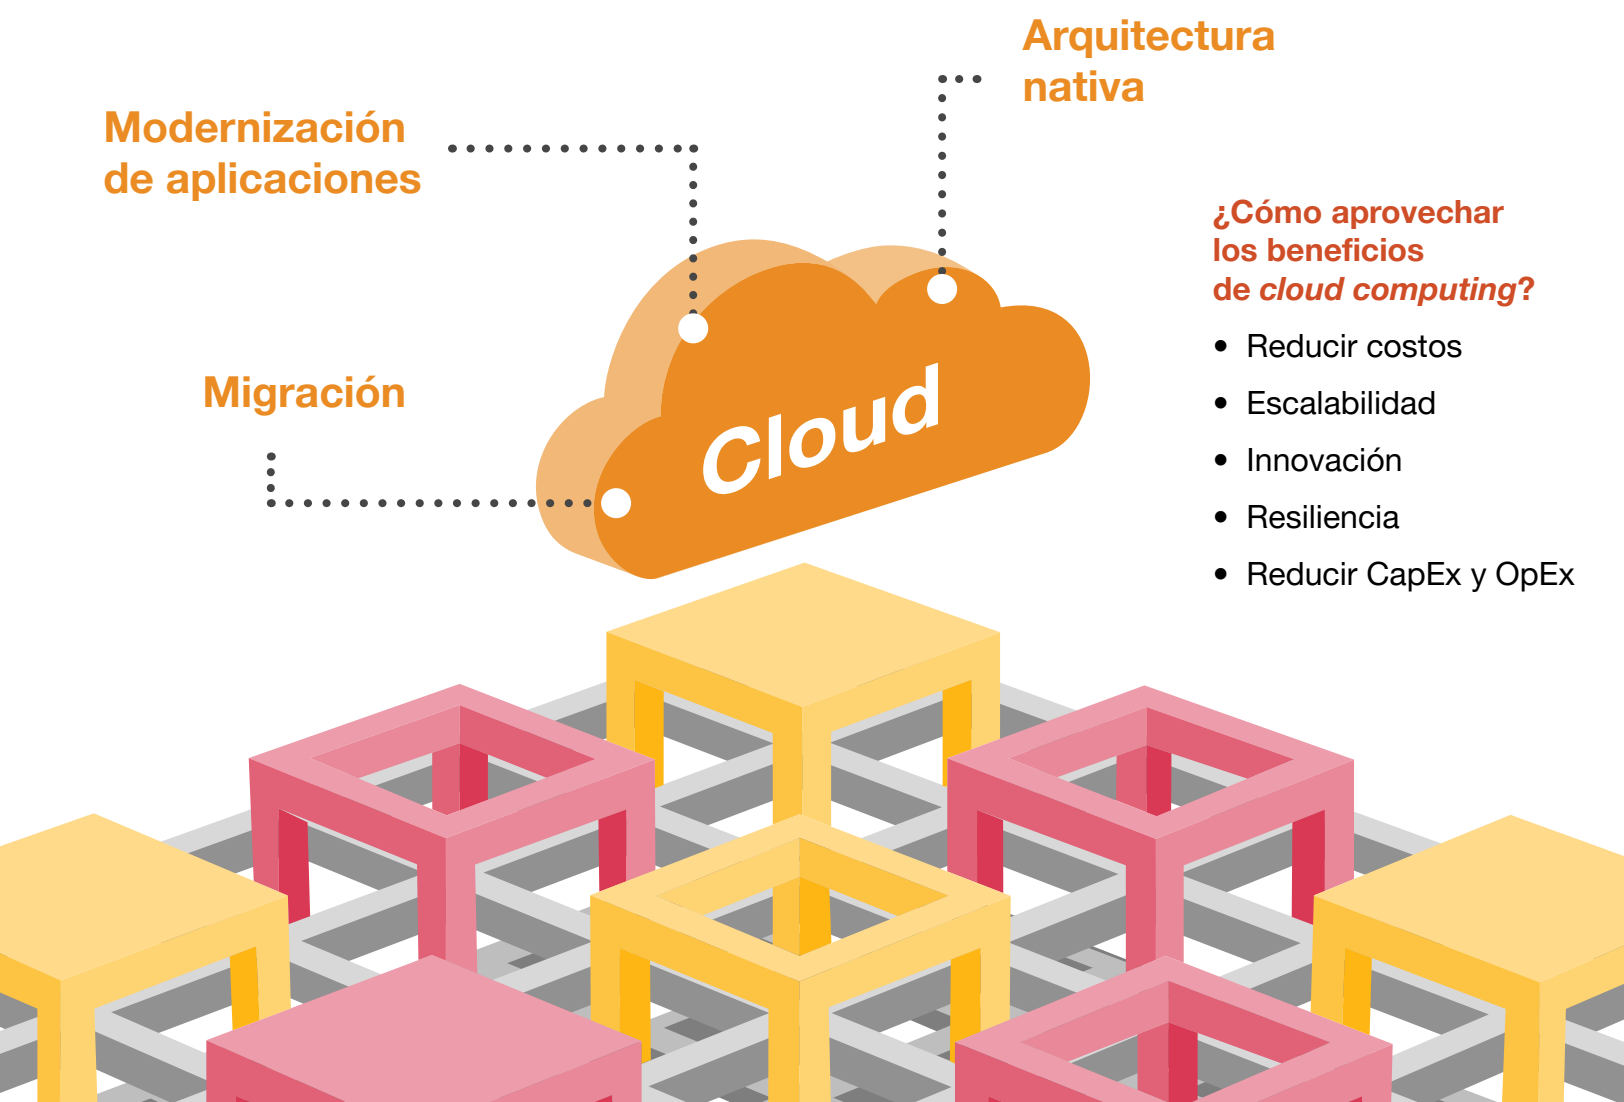 Arquitectura
nativa
Modernización
de aplicaciones
Migración
Cloud
¿Cómo aprovechar
los beneficios
de cloud computing?
• Reducir costos
• Escalabilidad
• Innovación
• Resiliencia
• Reducir CapEx y OpEx